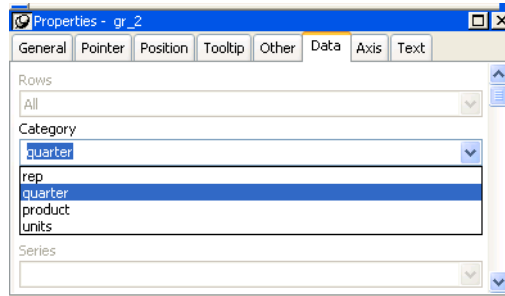 Properties - gr_2
General Pointer Position Tooltip Other Data Axis Text
Rows
All
Category
quarter
rep
quarter
product
units
Series